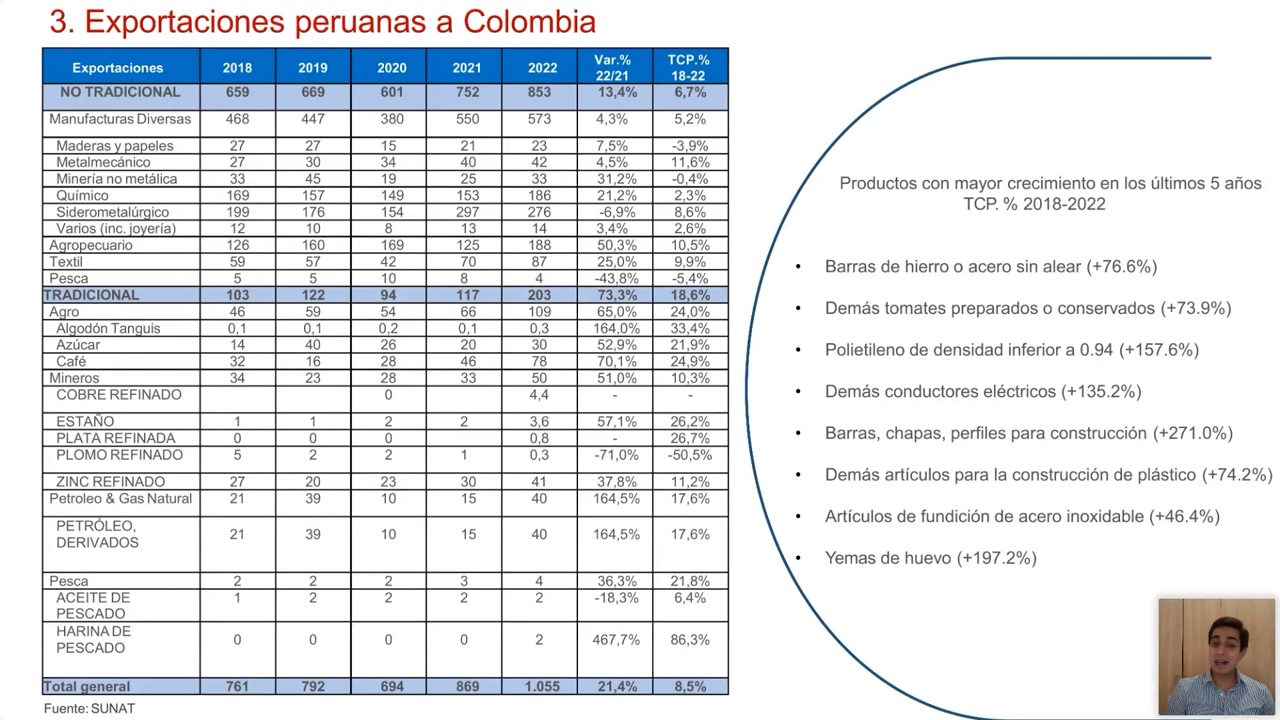 3. Exportaciones peruanas a Colombia
Exportaciones 2018 2019 2020 2021 2022 Var.% 22/21 TCP.% 18-22
NO TRADICIONAL 659 669 601 752 853 13,4% 6,7%
Manufacturas Diversas 468 447 380 550 573 4,3% 5,2%
Maderas y papeles 27 27 15 21 23 7,5% -3,9%
Metalmecánico 27 30 34 40 42 4,5% 11,6%
Minería no metálica 33 45 19 25 33 31,2% -0,4%
Químico 169 157 149 153 186 21,2% 2,3%
Siderometalúrgico 199 176 154 297 276 -6,9% 8,6%
Varios (inc. joyería) 12 10 8 13 14 3,4% 2,6%
Agropecuario 126 160 169 125 188 50,3% 10,5%
Textil 59 57 42 70 87 25,0% 9,9%
Pesca 5 5 10 8 4 -43,8% -5,4%
TRADICIONAL 103 122 94 117 203 73,3% 18,6%
Agro 46 59 54 66 109 65,0% 24,0%
Algodón Tanguis 0,1 0,1 0,2 0,1 0,3 164,0% 33,4%
Azúcar 14 40 26 20 30 52,9% 21,9%
Café 32 16 28 46 78 70,1% 24,9%
Mineros 34 23 28 33 50 51,0% 10,3%
COBRE REFINADO 0 4,4 - -
ESTAÑO 1 1 2 2 3,6 57,1% 26,2%
PLATA REFINADA 0 0 0 0,8 - 26,7%
PLOMO REFINADO 5 2 2 1 0,3 -71,0% -50,5%
ZINC REFINADO 27 20 23 30 41 37,8% 11,2%
Petroleo & Gas Natural 21 39 10 15 40 164,5% 17,6%
PETRÓLEO, DERIVADOS 21 39 10 15 40 164,5% 17,6%
Pesca 2 2 2 3 4 36,3% 21,8%
ACEITE DE PESCADO 1 2 2 2 2 -18,3% 6,4%
HARINA DE PESCADO 0 0 0 0 2 467,7% 86,3%
Total general 761 792 694 869 1.055 21,4% 8,5%
Fuente: SUNAT
Productos con mayor crecimiento en los últimos 5 años
TCP. % 2018-2022
• Barras de hierro o acero sin alear (+76.6%)
• Demás tomates preparados o conservados (+73.9%)
• Polietileno de densidad inferior a 0.94 (+157.6%)
• Demás conductores eléctricos (+135.2%)
• Barras, chapas, perfiles para construcción (+271.0%)
• Demás artículos para la construcción de plástico (+74.2%)
• Artículos de fundición de acero inoxidable (+46.4%)
• Yemas de huevo (+197.2%)